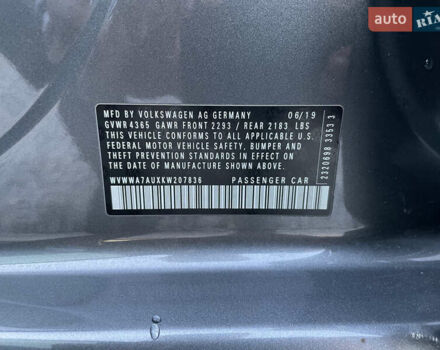 AUTO RIA
MFD BY VOLKSWAGEN AG GERMANY 06/19
GVWR 4365 GAWR FRONT 2293 / REAR 2183 LBS
THIS VEHICLE CONFORMS TO ALL APPLICABLE U.S.
FEDERAL MOTOR VEHICLE SAFETY, BUMPER AND
THEFT PREVENTION STANDARDS IN EFFECT ON
THE DATE OF MANUFACTURE SHOWN ABOVE.
WVWWA7AUXKW207836 PASSENGER CAR
2320698 3353 3